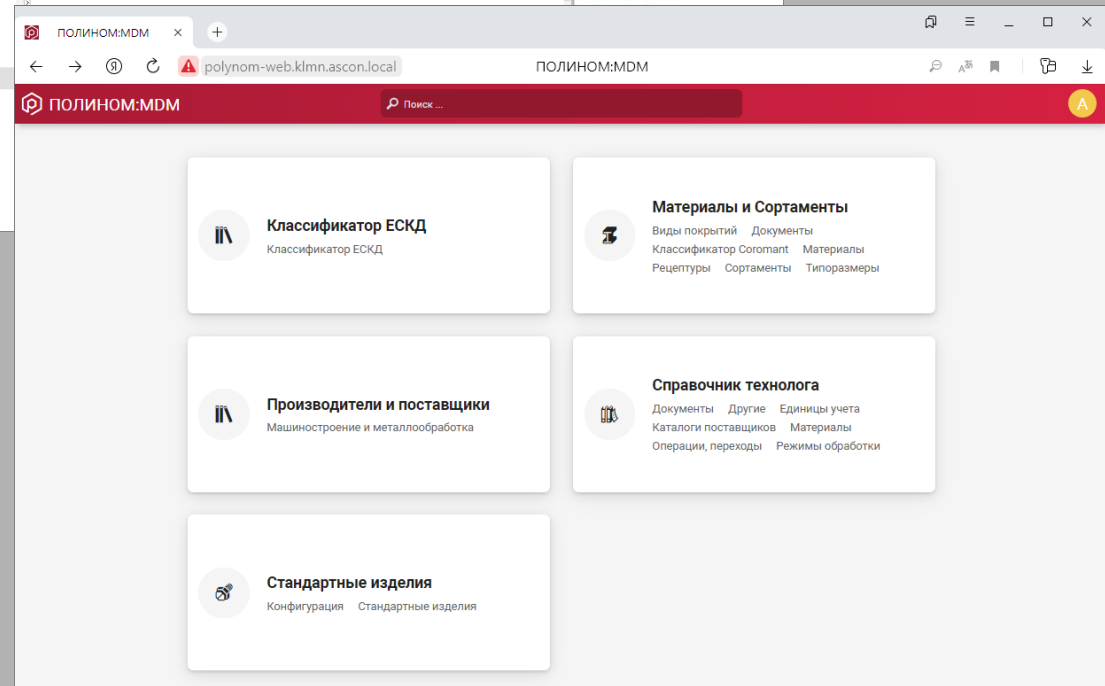 ПОЛИНОМ:MDM
polynom-web.klmn.ascon.local ПОЛИНОМ:MDM
ПОЛИНОМ:MDM Поиск ... А
Классификатор ЕСКД
Классификатор ЕСКД
Материалы и Сортаменты
Виды покрытий Документы
Классификатор Coromant Материалы
Рецептуры Сортаменты Типоразмеры
Производители и поставщики
Машиностроение и металлообработка
Справочник технолога
Документы Другие Единицы учета
Каталоги поставщиков Материалы
Операции, переходы Режимы обработки
Стандартные изделия
Конфигурация Стандартные изделия